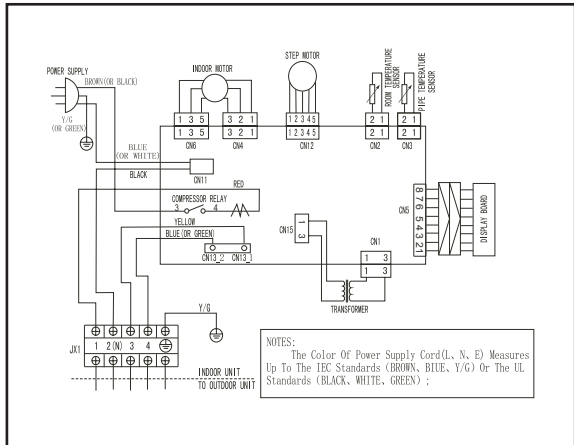 POWER SUPPLY
BROWN(OR BLACK)
Y/G
(OR GREEN)
INDOOR MOTOR
STEP MOTOR
ROOM TEMPERATURE
SENSOR
PIPE TEMPERATURE
SENSOR
1 3 5
3 2 1
1 2 3 4 5
2 1
2 1
1 3 5
3 2 1
1 2 3 4 5
2 1
2 1
CN6
CN4
CN12
CN2
CN3
BLUE
(OR WHITE)
BLACK
CN11
RED
COMPRESSOR RELAY
3
4
YELLOW
BLUE(OR GREEN)
CN13_2
CN13_1
CN15
1
3
CN1
1 3
1 3
TRANSFORMER
CN5
8 7 6 5 4 3 2 1
DISPLAY BOARD
Y/G
JX1
1 2(N) 3 4
INDOOR UNIT
TO OUTDOOR UNIT
NOTES:
The Color Of Power Supply Cord(L、N、E) Measures
Up To The IEC Standards (BROWN、BIUE、Y/G) Or The UL
Standards (BLACK、WHITE、GREEN) ;